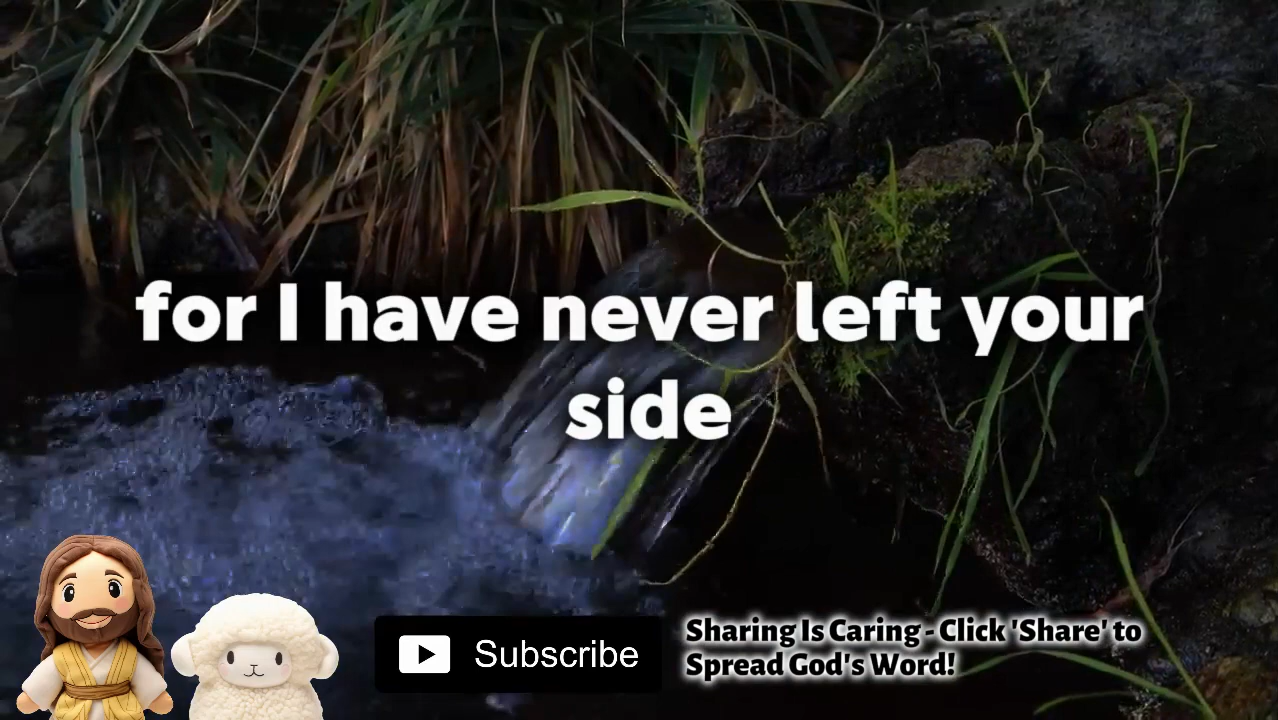 for I have never left your
side
Subscribe
Sharing Is Caring - Click 'Share' to
Spread God's Word!